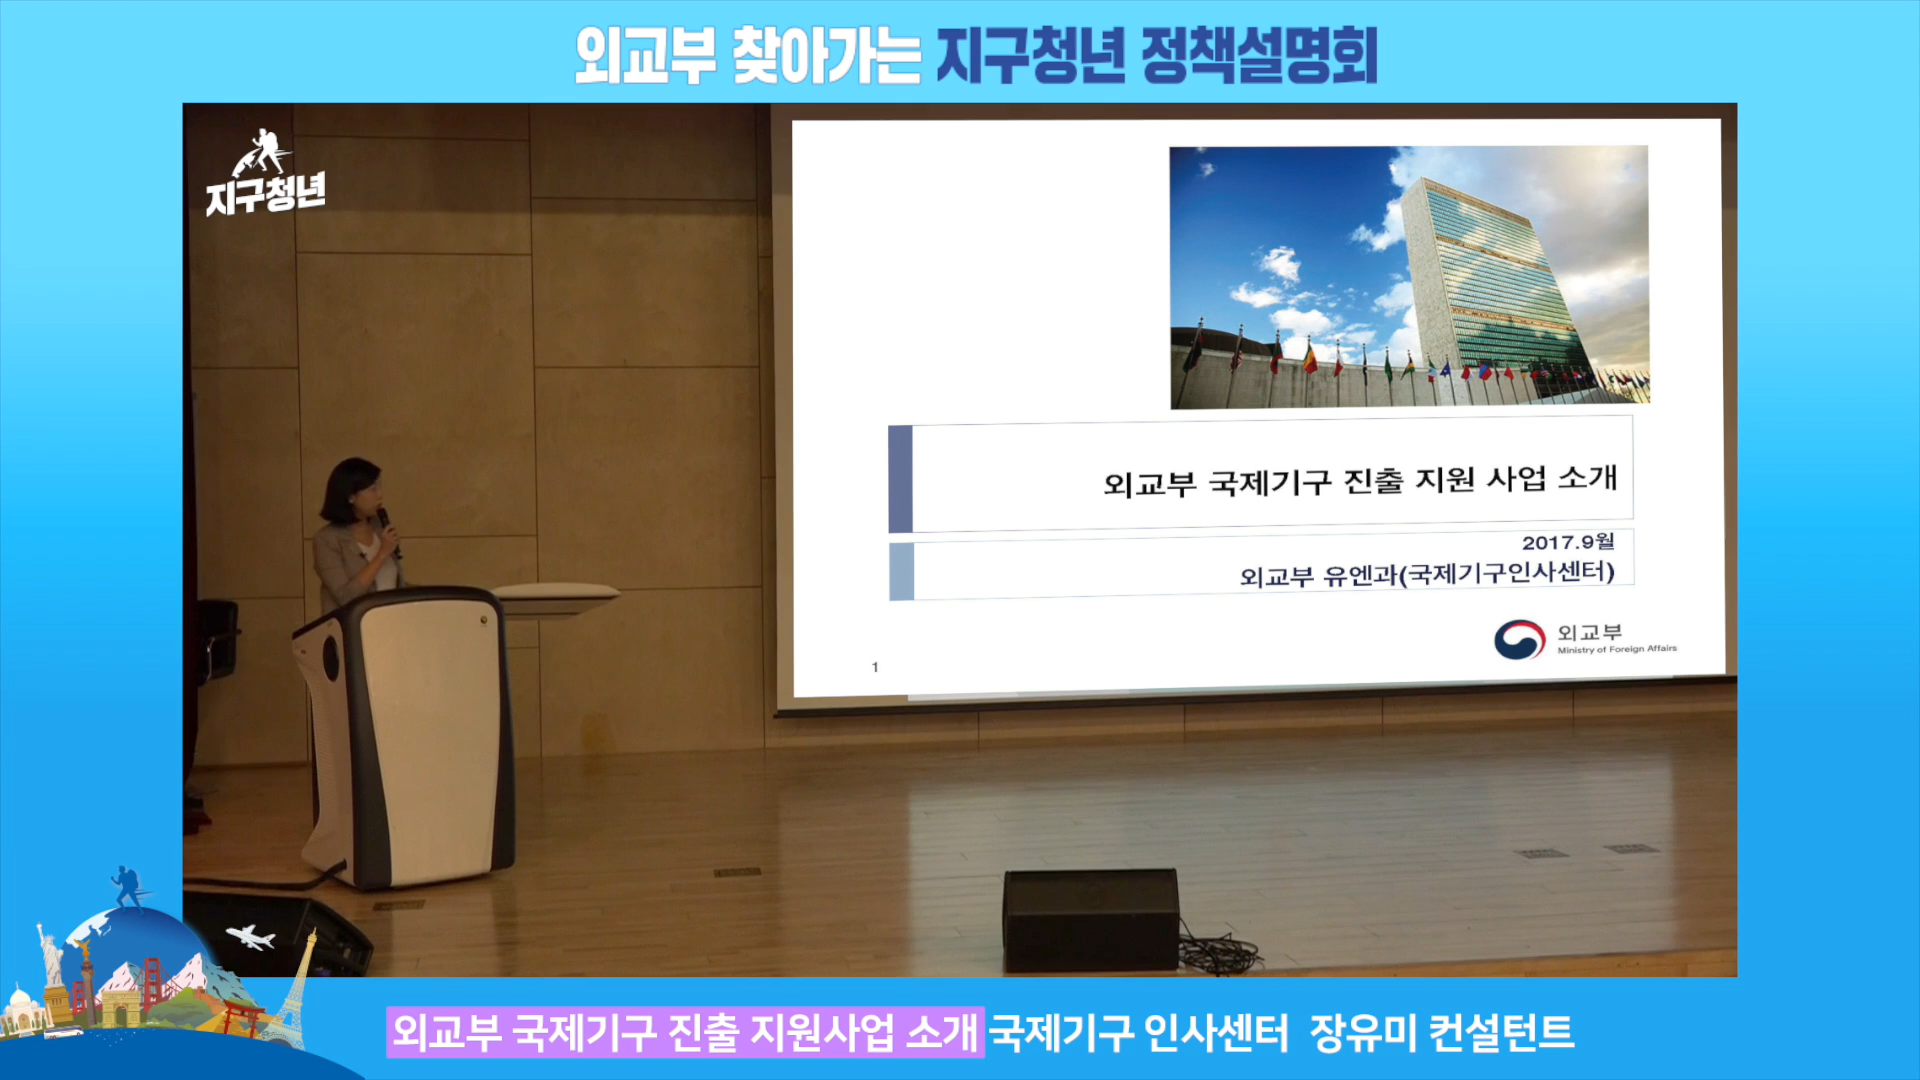 외교부 찾아가는 지구청년 정책설명회
지구청년
외교부 국제기구 진출 지원 사업 소개
2017.9월
외교부 유엔과(국제기구인사센터)
외교부
Ministry of Foreign Affairs
1
외교부 국제기구 진출 지원사업 소개 국제기구 인사센터 장유미 컨설턴트